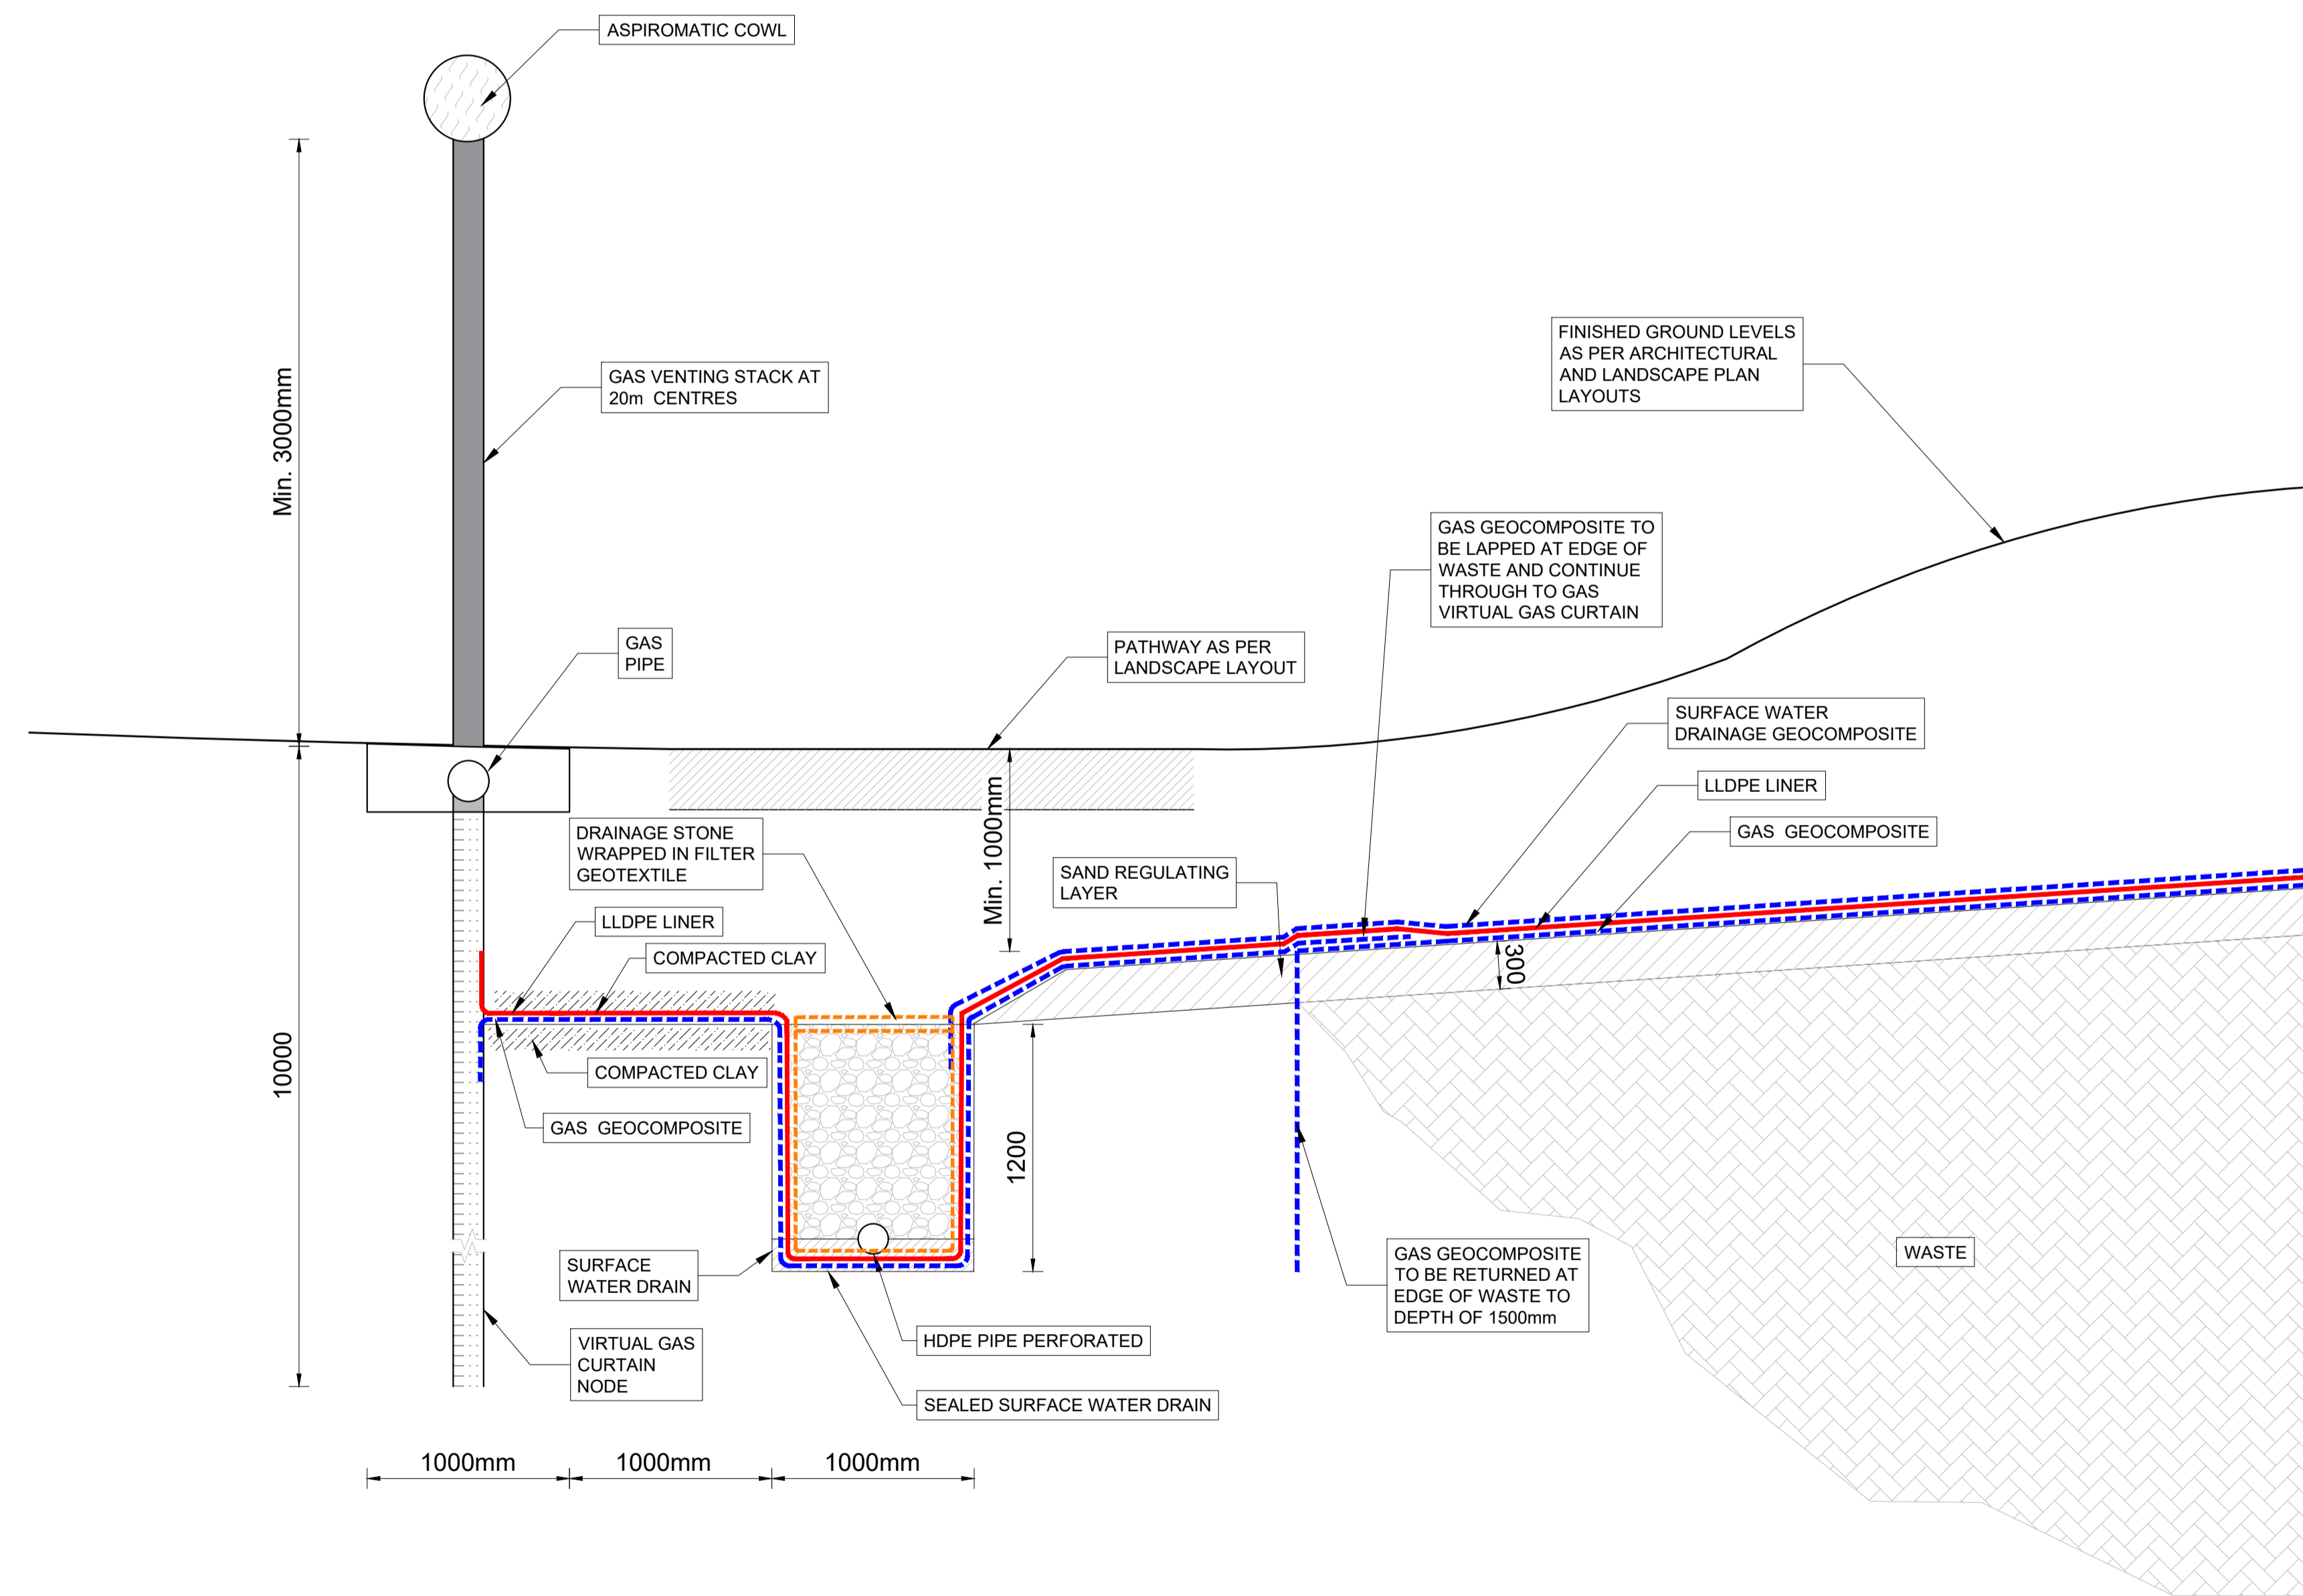 ASPIROMATIC COWL
Min. 3000mm
GAS VENTING STACK AT
20m CENTRES
FINISHED GROUND LEVELS
AS PER ARCHITECTURAL
AND LANDSCAPE PLAN
LAYOUTS
GAS GEOCOMPOSITE TO
BE LAPPED AT EDGE OF
WASTE AND CONTINUE
THROUGH TO GAS
VIRTUAL GAS CURTAIN
GAS
PIPE
PATHWAY AS PER
LANDSCAPE LAYOUT
SURFACE WATER
DRAINAGE GEOCOMPOSITE
LLDPE LINER
GAS GEOCOMPOSITE
DRAINAGE STONE
WRAPPED IN FILTER
GEOTEXTILE
Min. 1000mm
SAND REGULATING
LAYER
LLDPE LINER
COMPACTED CLAY
300
10000
COMPACTED CLAY
GAS GEOCOMPOSITE
1200
SURFACE
WATER DRAIN
GAS GEOCOMPOSITE
TO BE RETURNED AT
EDGE OF WASTE TO
DEPTH OF 1500mm
WASTE
VIRTUAL GAS
CURTAIN
NODE
HDPE PIPE PERFORATED
SEALED SURFACE WATER DRAIN
1000mm
1000mm
1000mm